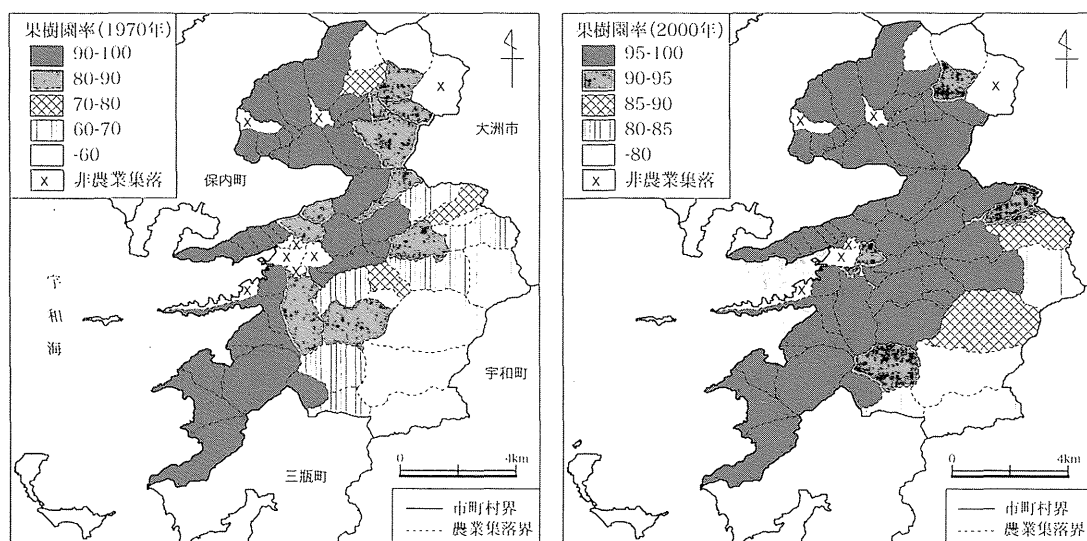 果樹園率(1970年)
90-100
80-90
70-80
60-70
-60
x 非農業集落
大洲市
保内町
宇和海
宇和町
三瓶町
0 4km
市町村界
農業集落界
果樹園率(2000年)
95-100
90-95
85-90
80-85
-80
x 非農業集落
0 4km
市町村界
農業集落界